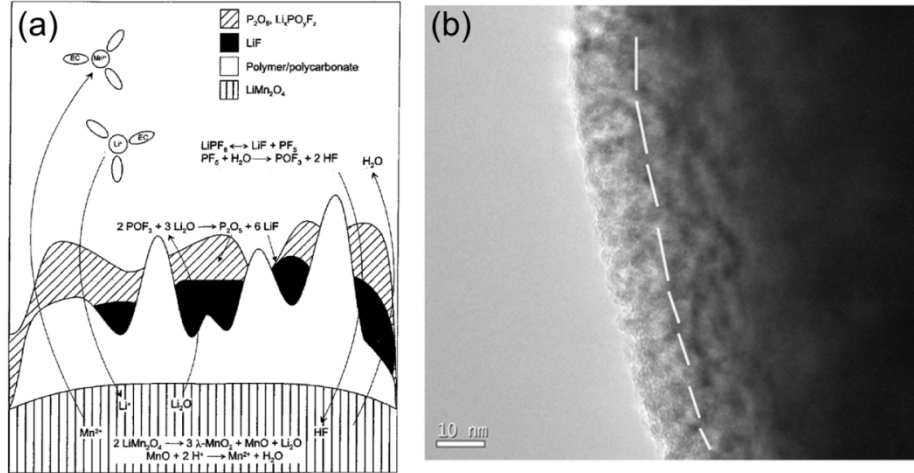 (a)
P₂O₅, LiₓPOᵧF_z
LiF
Polymer/polycarbonate
LiMn₂O₄
EC
Mn²⁺
Li⁺
EC
LiPF₆ ⟷ LiF + PF₅
PF₅ + H₂O ⟶ POF₃ + 2 HF
H₂O
2 POF₃ + 3 Li₂O ⟶ P₂O₅ + 6 LiF
Mn²⁺
Li⁺
Li₂O
HF
2 LiMn₂O₄ ⟶ 3 λ-MnO₂ + MnO + Li₂O
MnO + 2 H⁺ ⟶ Mn²⁺ + H₂O
(b)
10 nm